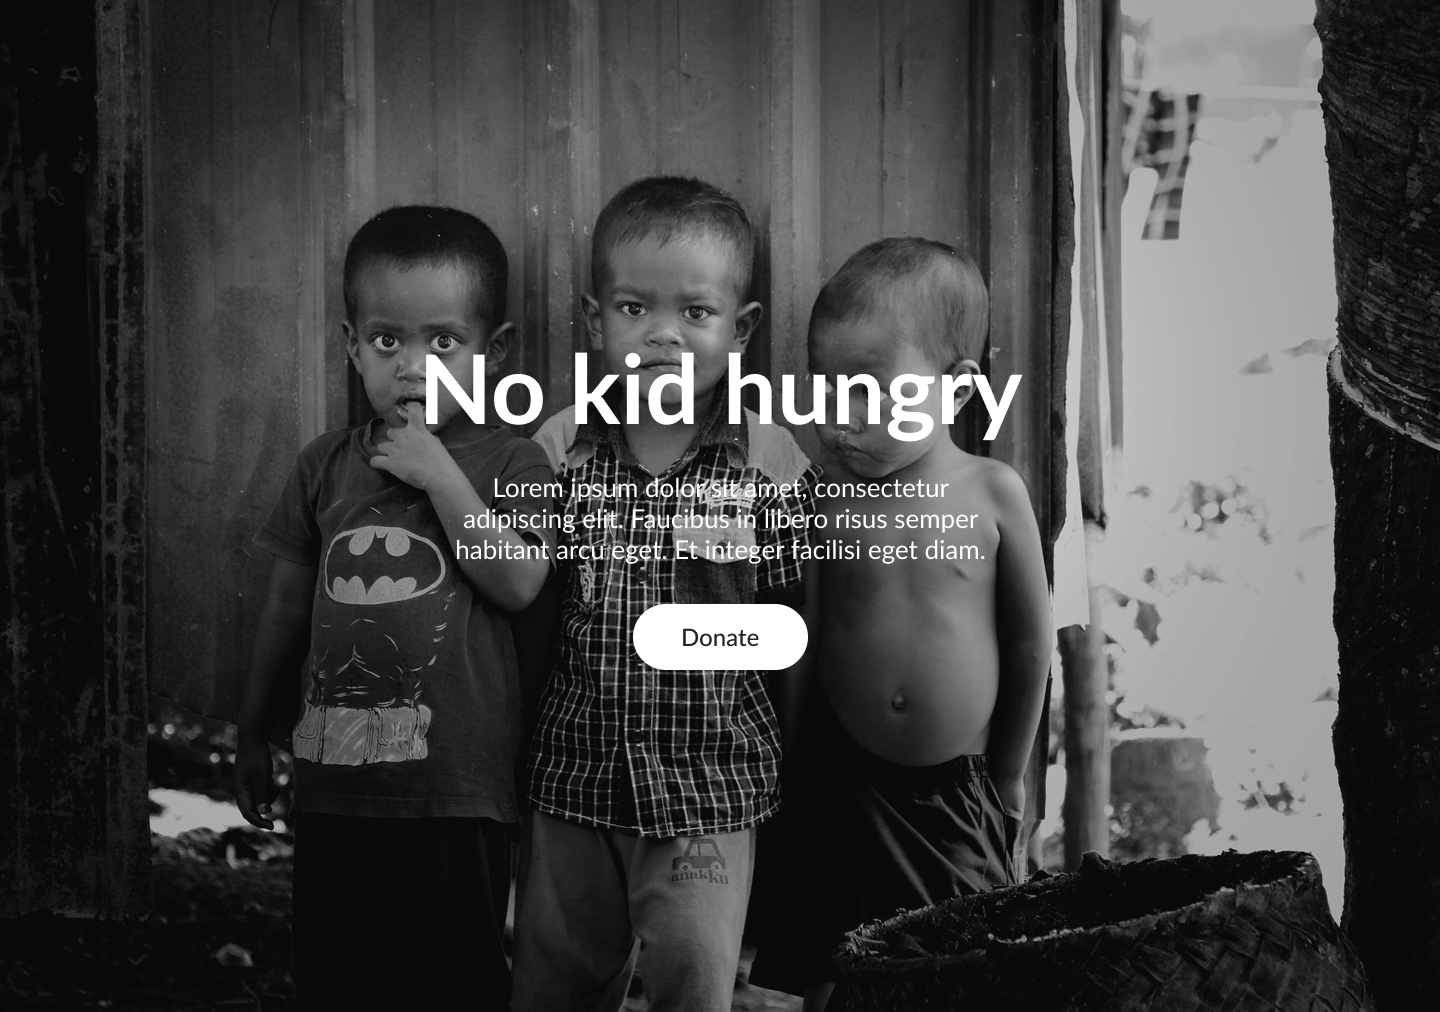 No kid hungry
Lorem ipsum dolor sit amet, consectetur
adipiscing elit. Faucibus in libero risus semper
habitant arcu eget. Et integer facilisi eget diam.
Donate
anakku